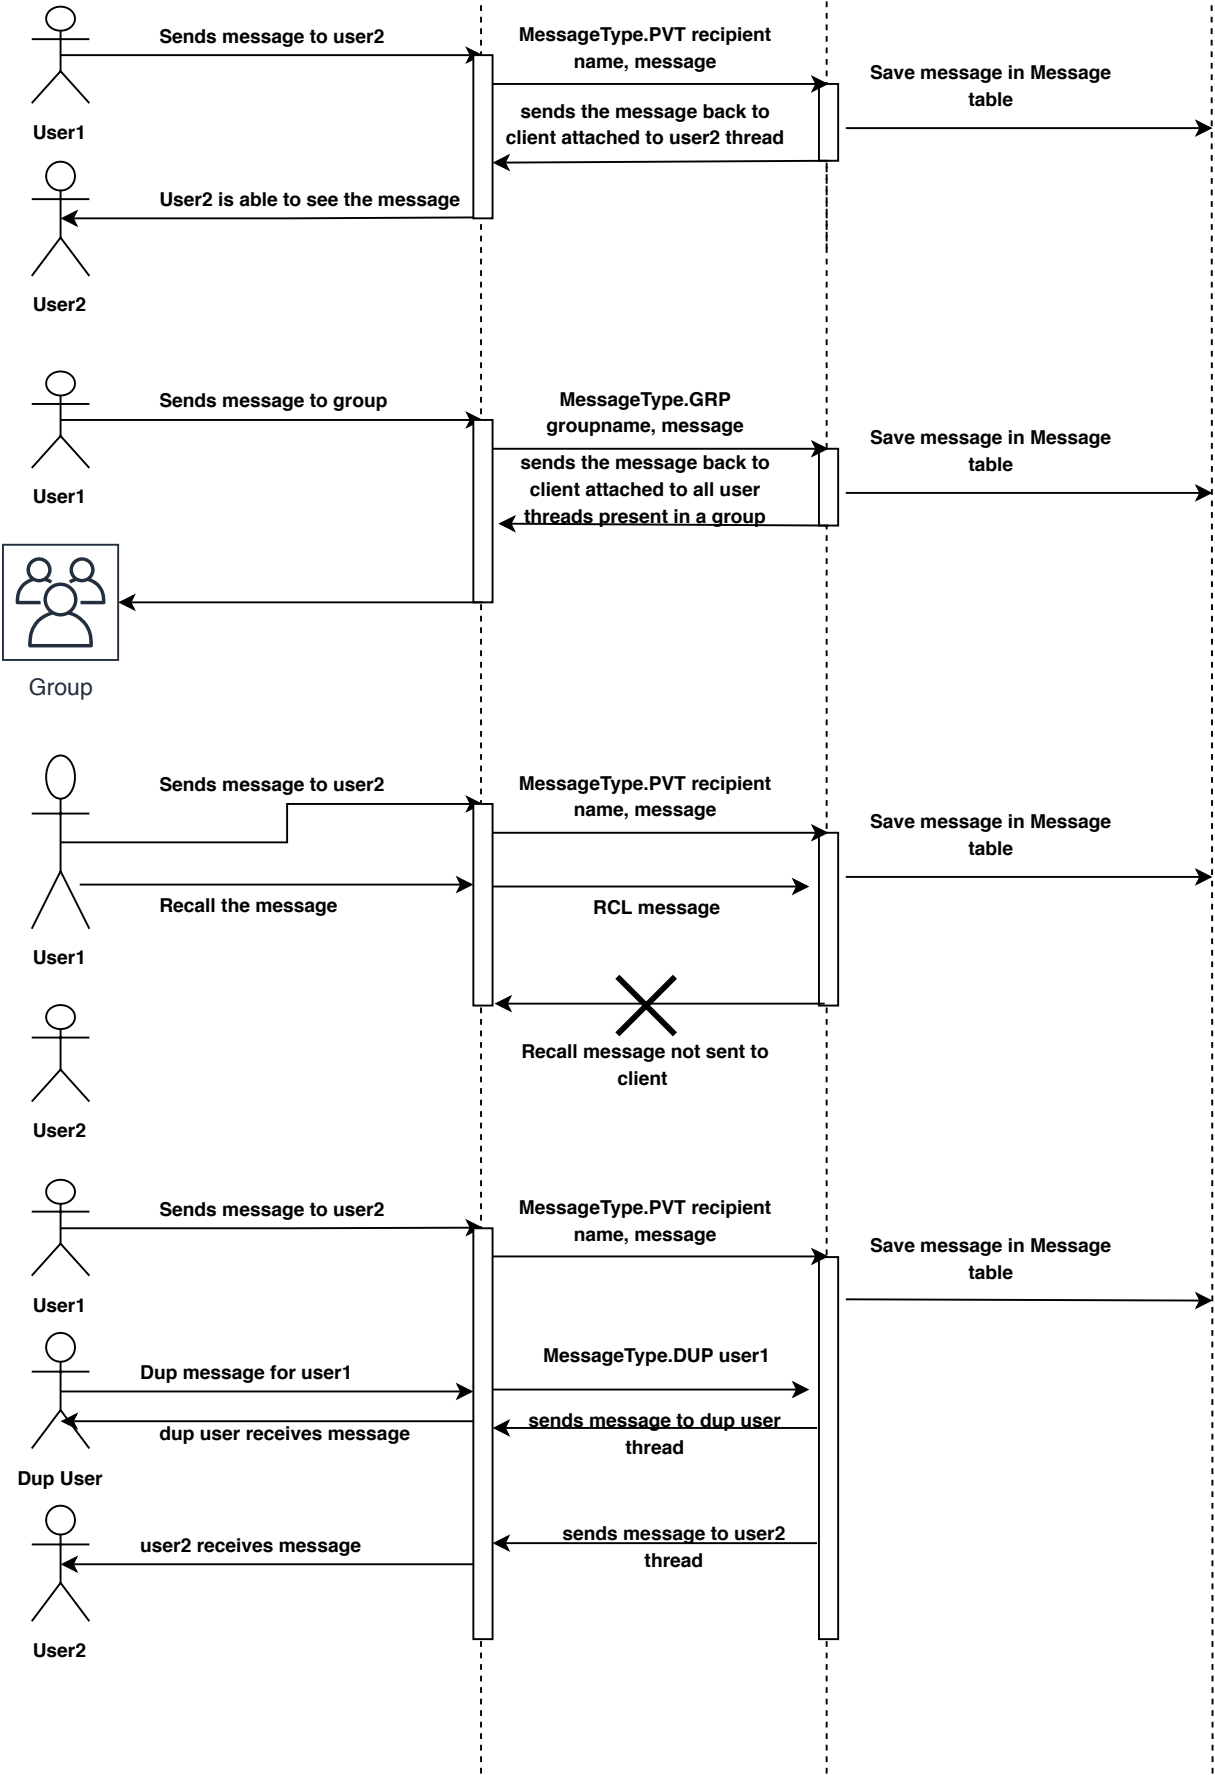 Sends message to user2
MessageType.PVT recipient
name, message
Save message in Message
table
sends the message back to
client attached to user2 thread
User1
User2 is able to see the message
User2
Sends message to group
MessageType.GRP
groupname, message
Save message in Message
table
sends the message back to
client attached to all user
threads present in a group
User1
Group
Sends message to user2
MessageType.PVT recipient
name, message
Save message in Message
table
Recall the message
RCL message
User1
Recall message not sent to
client
User2
Sends message to user2
MessageType.PVT recipient
name, message
Save message in Message
table
User1
Dup message for user1
MessageType.DUP user1
dup user receives message
sends message to dup user
thread
Dup User
user2 receives message
sends message to user2
thread
User2